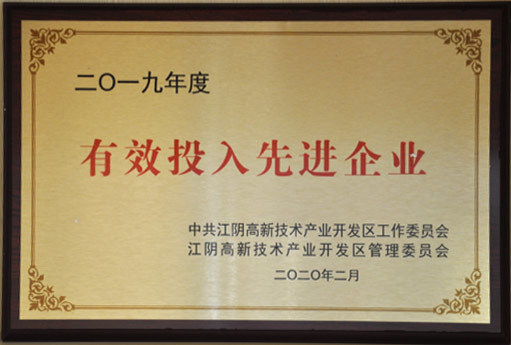 二〇一九年度
有效投入先进企业
中共江阴高新技术产业开发区工作委员会
江阴高新技术产业开发区管理委员会
二〇二〇年二月